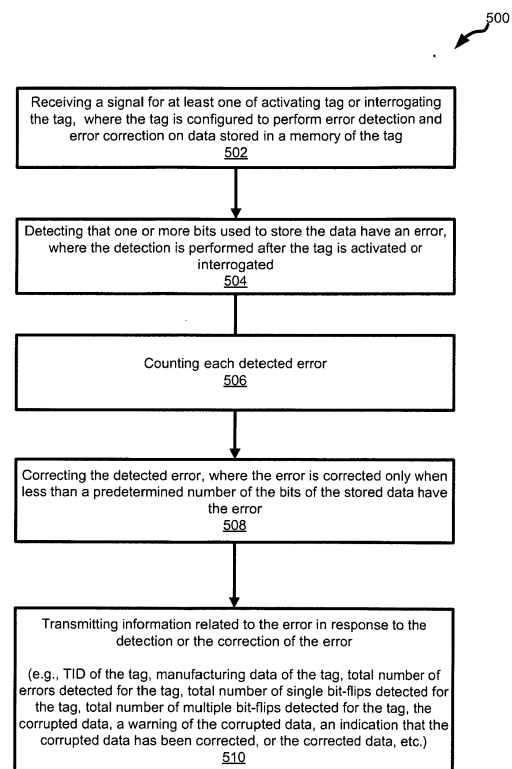 500
Receiving a signal for at least one of activating tag or interrogating
the tag, where the tag is configured to perform error detection and
error correction on data stored in a memory of the tag
502
Detecting that one or more bits used to store the data have an error,
where the detection is performed after the tag is activated or
interrogated
504
Counting each detected error
506
Correcting the detected error, where the error is corrected only when
less than a predetermined number of the bits of the stored data have
the error
508
Transmitting information related to the error in response to the
detection or the correction of the error
(e.g., TID of the tag, manufacturing data of the tag, total number of
errors detected for the tag, total number of single bit-flips detected for
the tag, total number of multiple bit-flips detected for the tag, the
corrupted data, a warning of the corrupted data, an indication that the
corrupted data has been corrected, or the corrected data, etc.)
510